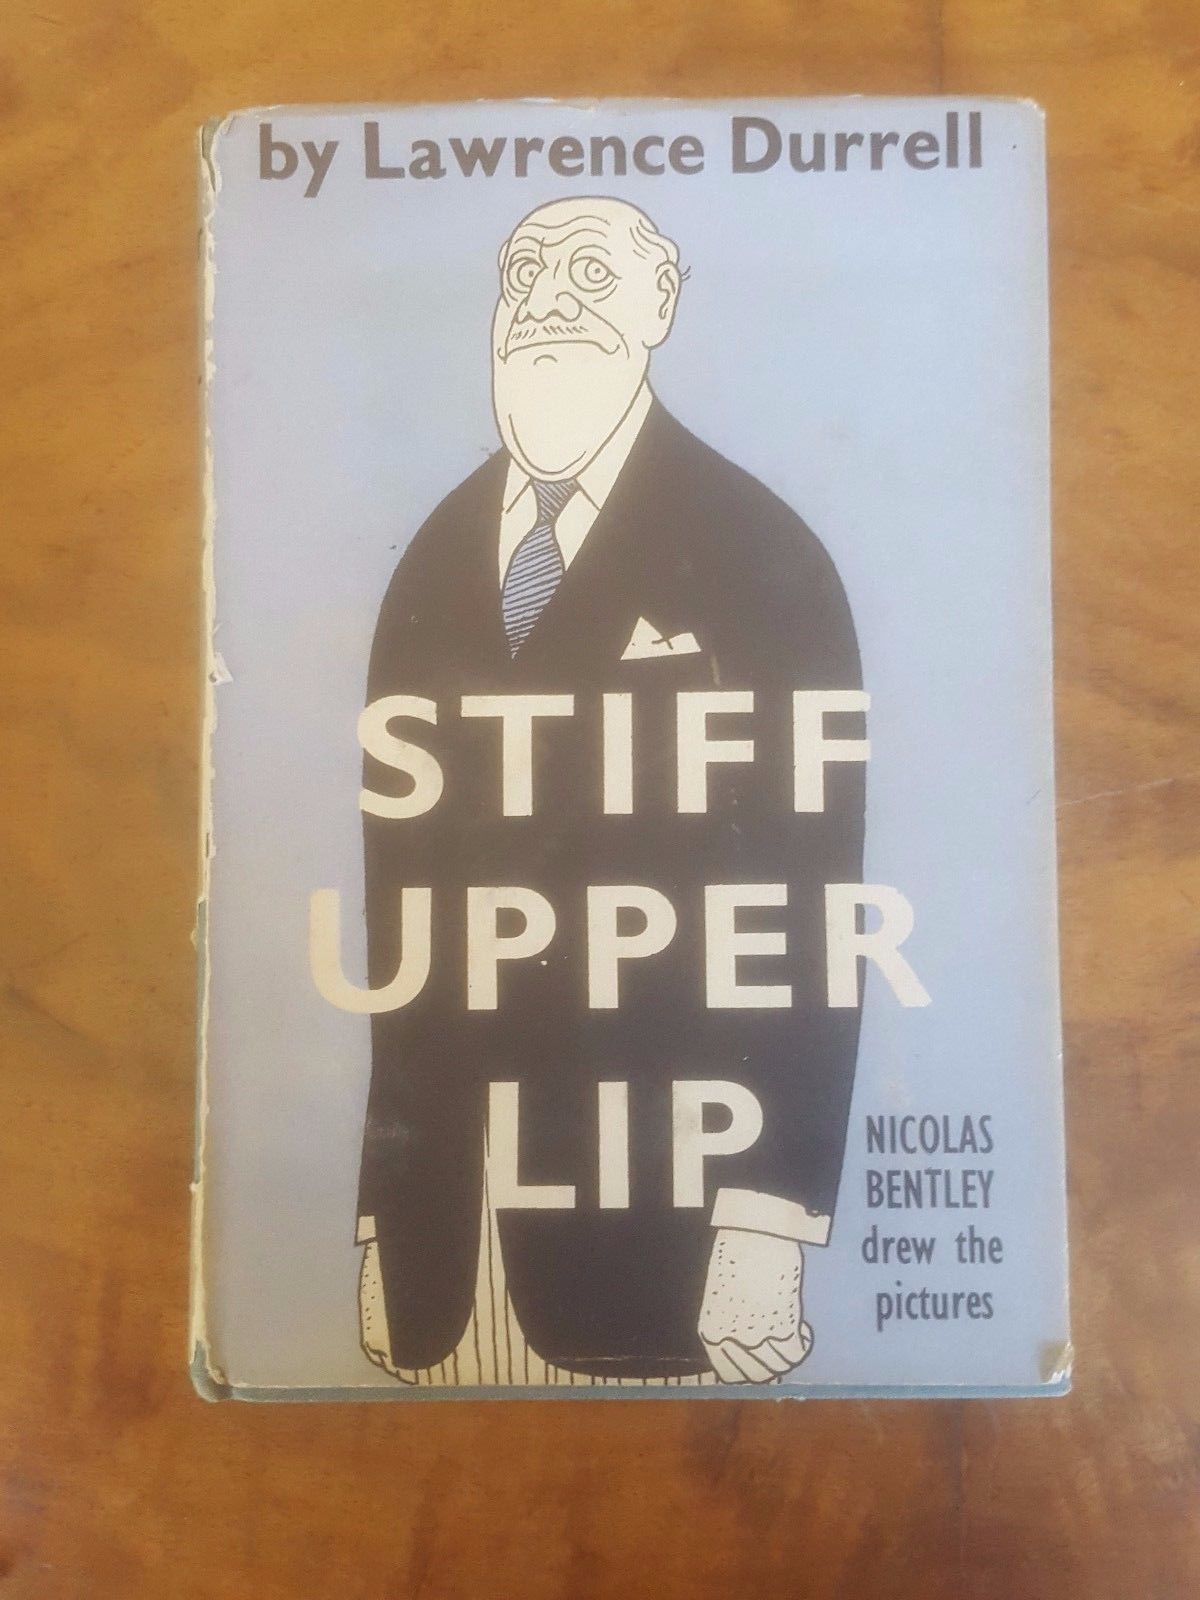 by Lawrence Durrell
STIFF
UPPER
LIP
NICOLAS
BENTLEY
drew the
pictures